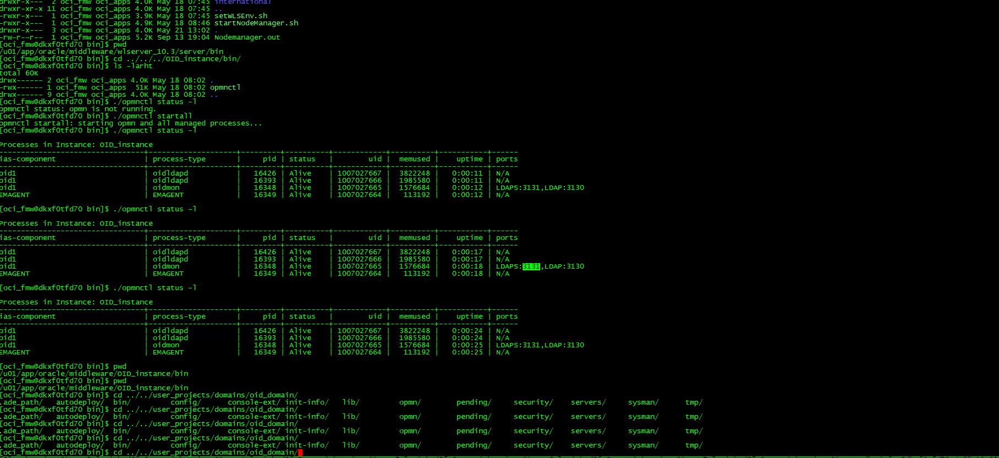 drwxr-x--- 2 oci_fmw oci_apps 4.0K May 18 07:45 international
drwxr-xr-x 11 oci_fmw oci_apps 4.0K May 18 07:45 ..
-rwxr-x--- 1 oci_fmw oci_apps 3.9K May 18 07:45 setWLSEnv.sh
-rwxr-x--- 1 oci_fmw oci_apps 4.9K May 18 08:46 startNodeManager.sh
drwxr-x--- 3 oci_fmw oci_apps 4.0K May 21 13:02 .
-rw-r--r-- 1 oci_fmw oci_apps 5.2K Sep 13 19:04 Nodemanager.out
[oci_fmw@dkxf0tfd70 bin]$ pwd
/u01/app/oracle/middleware/wlserver_10.3/server/bin
[oci_fmw@dkxf0tfd70 bin]$ cd ../../../OID_instance/bin/
[oci_fmw@dkxf0tfd70 bin]$ ls -larht
total 60K
drwx------ 2 oci_fmw oci_apps 4.0K May 18 08:02 .
-rwx------ 1 oci_fmw oci_apps 51K May 18 08:02 opmnctl
drwx------ 9 oci_fmw oci_apps 4.0K May 18 08:02 ..
[oci_fmw@dkxf0tfd70 bin]$ ./opmnctl status -l
opmnctl status: opmn is not running.
[oci_fmw@dkxf0tfd70 bin]$ ./opmnctl startall
opmnctl startall: starting opmn and all managed processes...
[oci_fmw@dkxf0tfd70 bin]$ ./opmnctl status -l
Processes in Instance: OID_instance
---------------------------------+--------------------+---------+----------+------------+----------+-----------+------
ias-component | process-type | pid | status | uid | memused | uptime | ports
---------------------------------+--------------------+---------+----------+------------+----------+-----------+------
oid1 | oidldapd | 16426 | Alive | 1007027667 | 3822248 | 0:00:11 | N/A
oid1 | oidldapd | 16393 | Alive | 1007027666 | 1985580 | 0:00:11 | N/A
oid1 | oidmon | 16348 | Alive | 1007027665 | 1576684 | 0:00:12 | LDAPS:3131,LDAP:3130
EMAGENT | EMAGENT | 16349 | Alive | 1007027664 | 113192 | 0:00:12 | N/A
[oci_fmw@dkxf0tfd70 bin]$ ./opmnctl status -l
Processes in Instance: OID_instance
---------------------------------+--------------------+---------+----------+------------+----------+-----------+------
ias-component | process-type | pid | status | uid | memused | uptime | ports
---------------------------------+--------------------+---------+----------+------------+----------+-----------+------
oid1 | oidldapd | 16426 | Alive | 1007027667 | 3822248 | 0:00:17 | N/A
oid1 | oidldapd | 16393 | Alive | 1007027666 | 1985580 | 0:00:17 | N/A
oid1 | oidmon | 16348 | Alive | 1007027665 | 1576684 | 0:00:18 | LDAPS:3131,LDAP:3130
EMAGENT | EMAGENT | 16349 | Alive | 1007027664 | 113192 | 0:00:18 | N/A
[oci_fmw@dkxf0tfd70 bin]$ ./opmnctl status -l
Processes in Instance: OID_instance
---------------------------------+--------------------+---------+----------+------------+----------+-----------+------
ias-component | process-type | pid | status | uid | memused | uptime | ports
---------------------------------+--------------------+---------+----------+------------+----------+-----------+------
oid1 | oidldapd | 16426 | Alive | 1007027667 | 3822248 | 0:00:24 | N/A
oid1 | oidldapd | 16393 | Alive | 1007027666 | 1985580 | 0:00:24 | N/A
oid1 | oidmon | 16348 | Alive | 1007027665 | 1576684 | 0:00:25 | LDAPS:3131,LDAP:3130
EMAGENT | EMAGENT | 16349 | Alive | 1007027664 | 113192 | 0:00:25 | N/A
[oci_fmw@dkxf0tfd70 bin]$ pwd
/u01/app/oracle/middleware/OID_instance/bin
[oci_fmw@dkxf0tfd70 bin]$ pwd
/u01/app/oracle/middleware/OID_instance/bin
[oci_fmw@dkxf0tfd70 bin]$ cd ../../user_projects/domains/oid_domain/
.ade_path/ autodeploy/ bin/ config/ console-ext/ init-info/ lib/ opmn/ pending/ security/ servers/ sysman/ tmp/
[oci_fmw@dkxf0tfd70 bin]$ cd ../../user_projects/domains/oid_domain/
.ade_path/ autodeploy/ bin/ config/ console-ext/ init-info/ lib/ opmn/ pending/ security/ servers/ sysman/ tmp/
[oci_fmw@dkxf0tfd70 bin]$ cd ../../user_projects/domains/oid_domain/
.ade_path/ autodeploy/ bin/ config/ console-ext/ init-info/ lib/ opmn/ pending/ security/ servers/ sysman/ tmp/
[oci_fmw@dkxf0tfd70 bin]$ cd ../../user_projects/domains/oid_domain/
.ade_path/ autodeploy/ bin/ config/ console-ext/ init-info/ lib/ opmn/ pending/ security/ servers/ sysman/ tmp/
[oci_fmw@dkxf0tfd70 bin]$ cd ../../user_projects/domains/oid_domain/